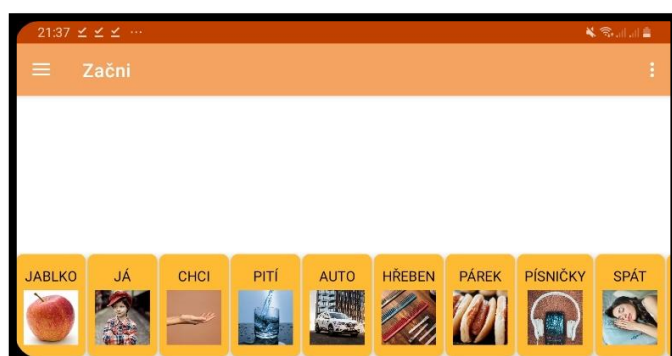 21:37
Začni
JABLKO JÁ CHCI PITÍ AUTO HŘEBEN PÁREK PÍSNIČKY SPÁT